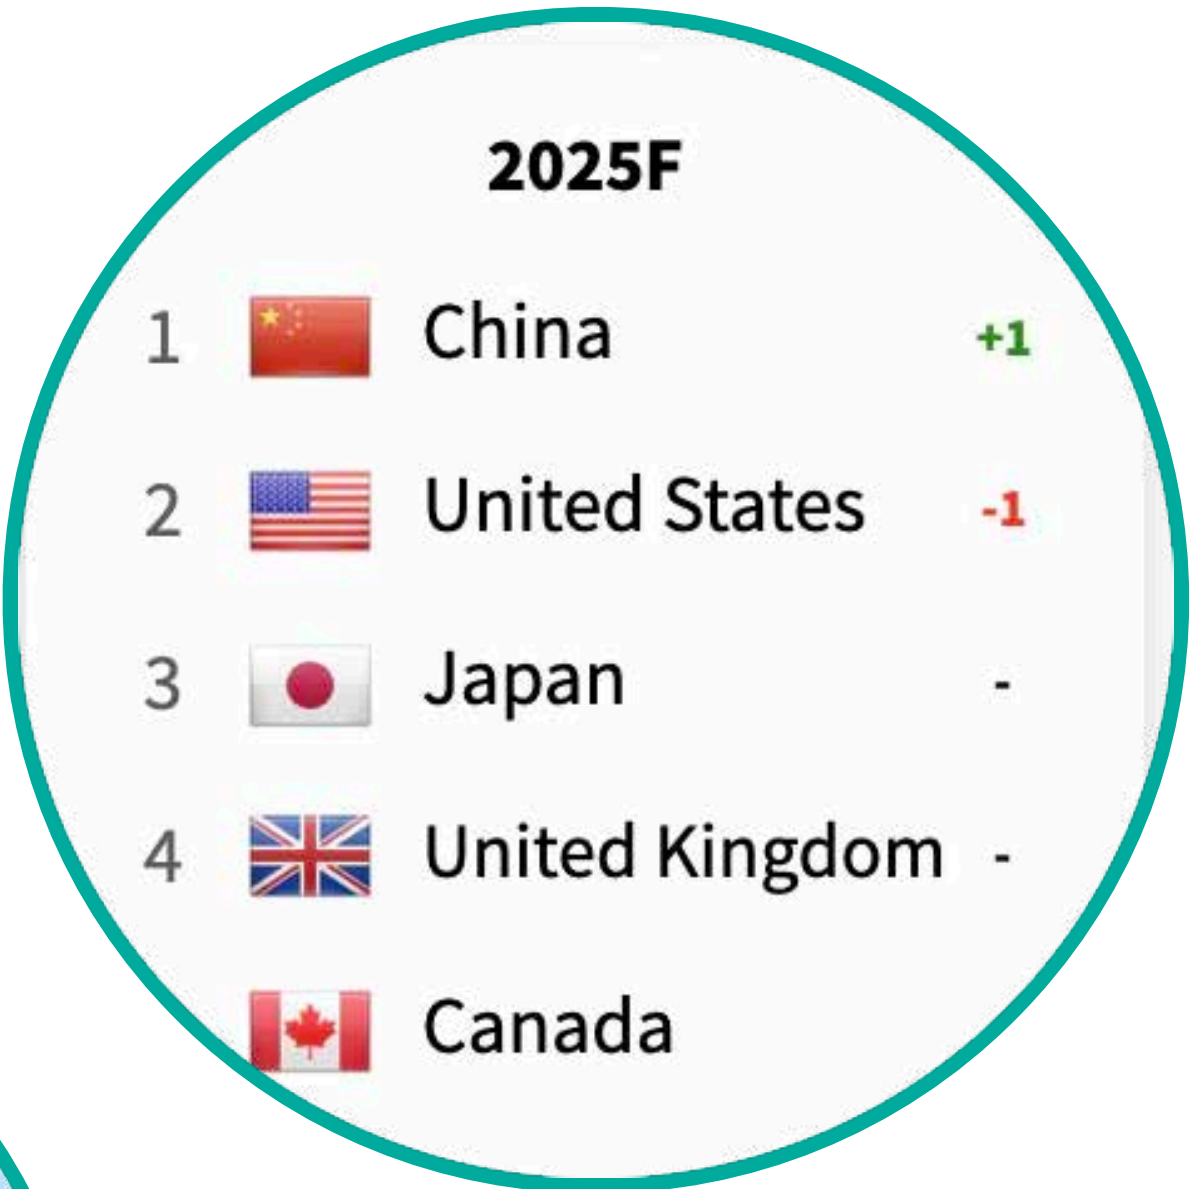 2025F
1 China +1
2 United States -1
3 Japan -
4 United Kingdom -
Canada